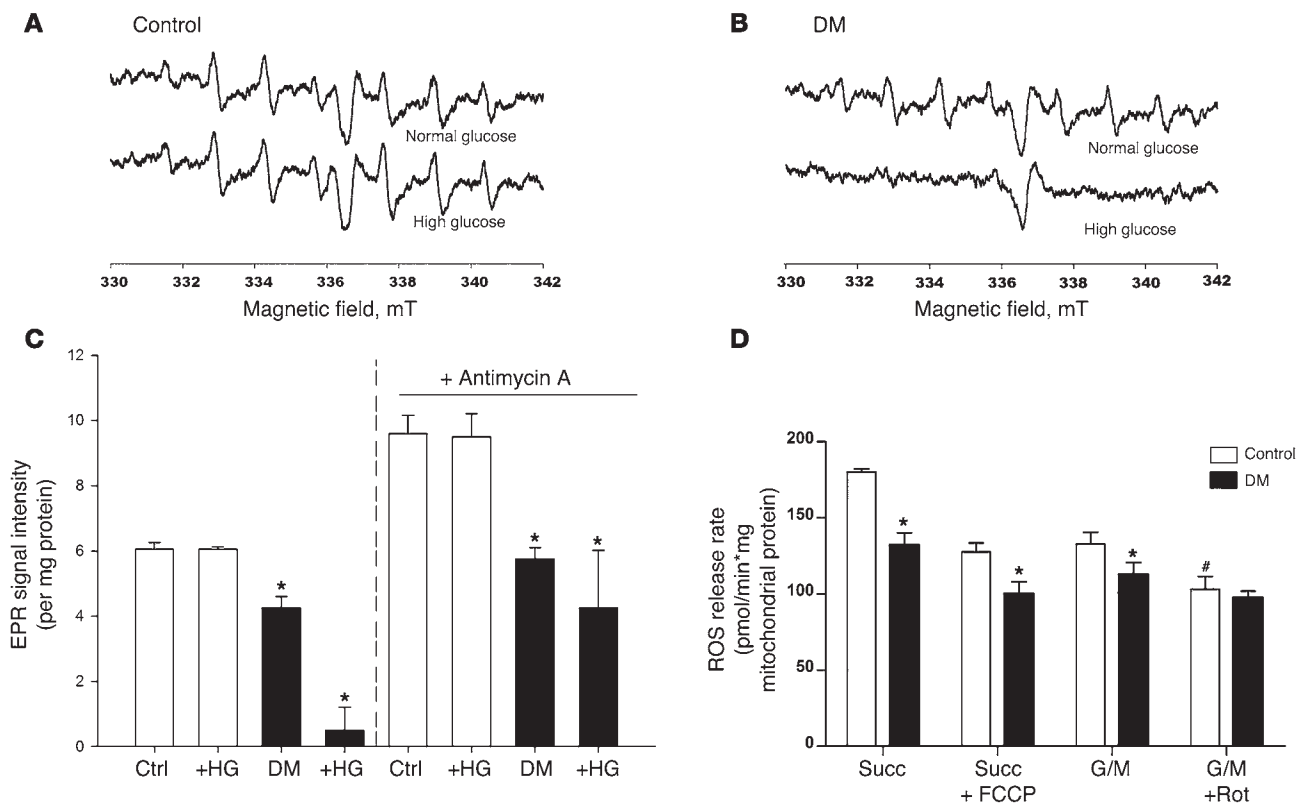 A
Control
Normal glucose
High glucose
330 332 334 336 338 340 342
Magnetic field, mT
B
DM
Normal glucose
High glucose
330 332 334 336 338 340 342
Magnetic field, mT
C
EPR signal intensity
(per mg protein)
12
10
8
6
4
2
0
+ Antimycin A
* * * *
Ctrl +HG DM +HG Ctrl +HG DM +HG
D
ROS release rate
(pmol/min*mg
mitochondrial protein)
200
150
100
50
0
Control
DM
* * * #
Succ Succ G/M G/M
+ FCCP +Rot